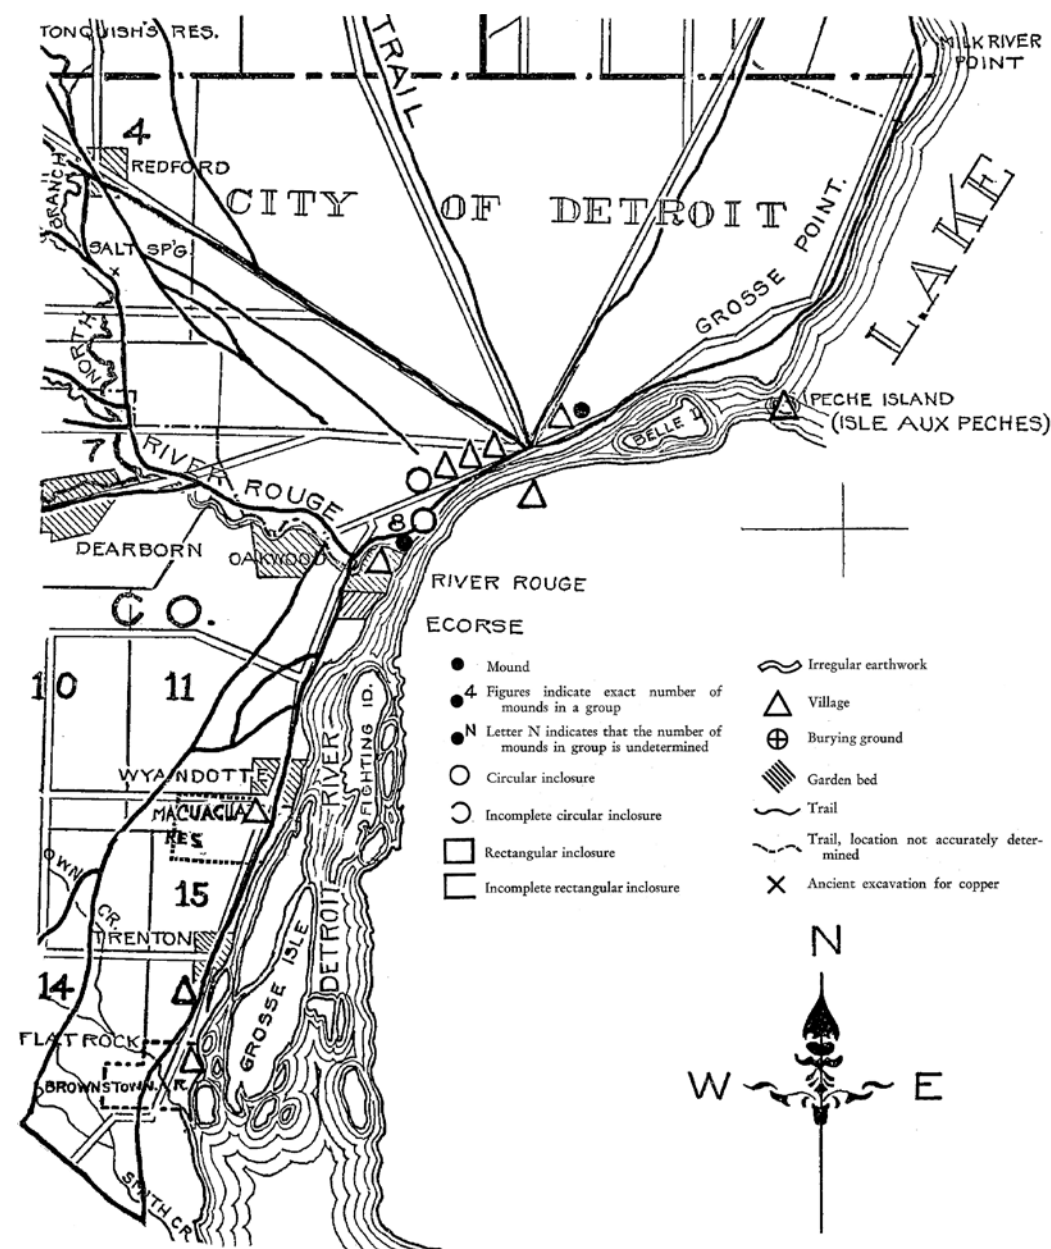 TONQUISH'S RES.
TRAIL
MILK RIVER
POINT
4
REDFORD
BRANCH
CITY OF DETROIT
LAKE
SALT SP'G
GROSSE POINT.
NORTH
PECHE ISLAND
(ISLE AUX PECHES)
BELLE I
7
RIVER ROUGE
8
DEARBORN
OAKWOOD
RIVER ROUGE
CO.
ECORSE
10
11
Mound
4 Figures indicate exact number of
mounds in a group
N Letter N indicates that the number of
mounds in group is undetermined
Circular inclosure
Incomplete circular inclosure
Rectangular inclosure
Incomplete rectangular inclosure
Irregular earthwork
Village
Burying ground
Garden bed
Trail
Trail, location not accurately deter-
mined
Ancient excavation for copper
FIGHTING ID.
WYANDOTTE
DETROIT RIVER
MACUAGUA
RES
15
OWN CR.
TRENTON
GROSSE ISLE
14
FLAT ROCK
BROWNSTOWN. R.
SMITH CR
N
W
E